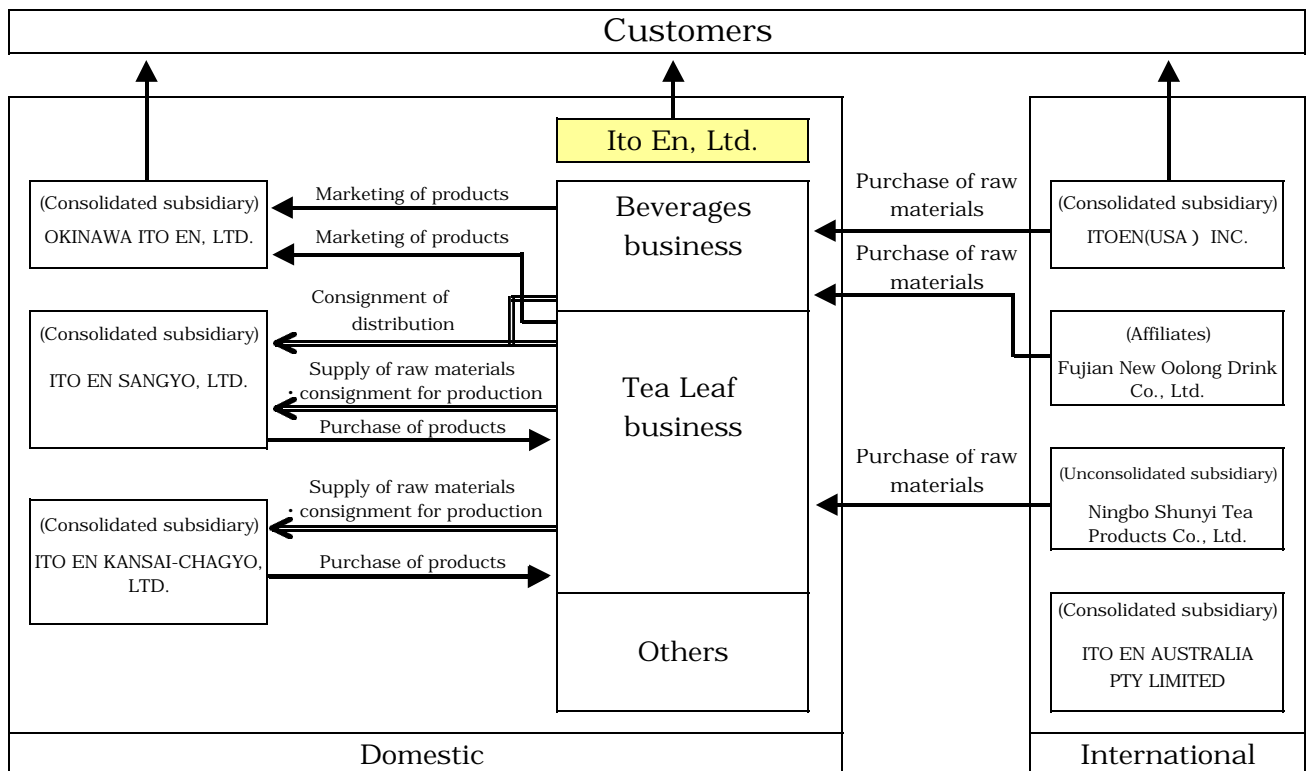 Customers
Ito En, Ltd.
(Consolidated subsidiary)
OKINAWA ITO EN, LTD.
Marketing of products
Marketing of products
Beverages
business
Purchase of raw
materials
Purchase of raw
materials
(Consolidated subsidiary)
ITOEN(USA ) INC.
Consignment of
distribution
(Consolidated subsidiary)
ITO EN SANGYO, LTD.
Supply of raw materials
: consignment for production
Purchase of products
Tea Leaf
business
(Affiliates)
Fujian New Oolong Drink
Co., Ltd.
Purchase of raw
materials
(Unconsolidated subsidiary)
Ningbo Shunyi Tea
Products Co., Ltd.
Supply of raw materials
: consignment for production
(Consolidated subsidiary)
ITO EN KANSAI-CHAGYO,
LTD.
Purchase of products
Others
(Consolidated subsidiary)
ITO EN AUSTRALIA
PTY LIMITED
Domestic
International